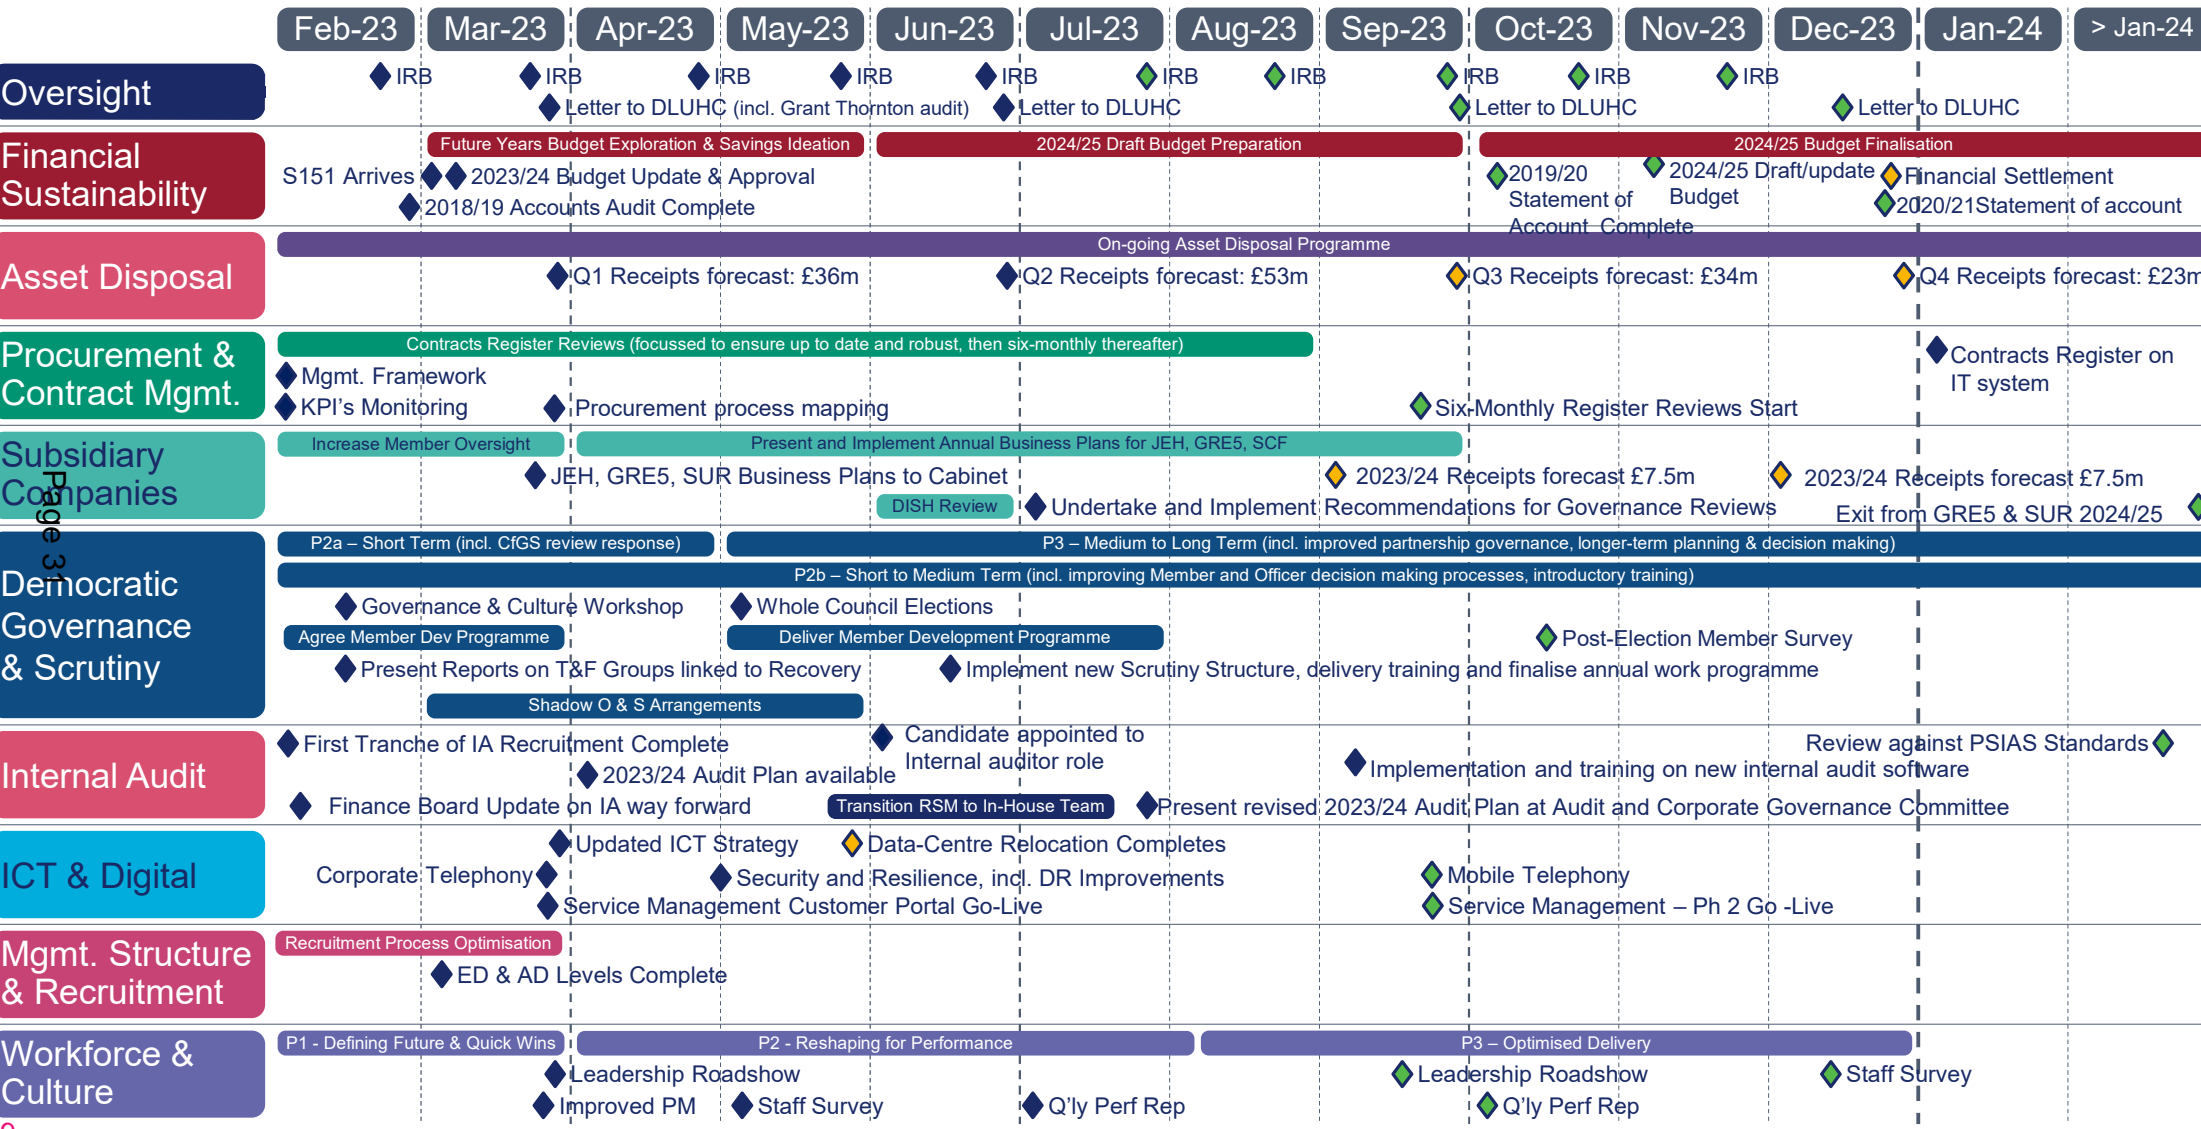 Feb-23 Mar-23 Apr-23 May-23 Jun-23 Jul-23 Aug-23 Sep-23 Oct-23 Nov-23 Dec-23 Jan-24 > Jan-24
Oversight
IRB IRB IRB IRB IRB IRB IRB IRB IRB IRB
Letter to DLUHC (incl. Grant Thornton audit) Letter to DLUHC Letter to DLUHC Letter to DLUHC
Financial
Sustainability
Future Years Budget Exploration & Savings Ideation 2024/25 Draft Budget Preparation 2024/25 Budget Finalisation
S151 Arrives 2023/24 Budget Update & Approval
2018/19 Accounts Audit Complete
2019/20
Statement of
Account Complete
2024/25 Draft/update
Budget
Financial Settlement
2020/21Statement of account
Asset Disposal
On-going Asset Disposal Programme
Q1 Receipts forecast: £36m Q2 Receipts forecast: £53m Q3 Receipts forecast: £34m Q4 Receipts forecast: £23m
Procurement &
Contract Mgmt.
Contracts Register Reviews (focussed to ensure up to date and robust, then six-monthly thereafter)
Mgmt. Framework
KPI's Monitoring Procurement process mapping Six-Monthly Register Reviews Start
Contracts Register on
IT system
Subsidiary
Companies
Increase Member Oversight Present and Implement Annual Business Plans for JEH, GRE5, SCF
JEH, GRE5, SUR Business Plans to Cabinet 2023/24 Receipts forecast £7.5m 2023/24 Receipts forecast £7.5m
DISH Review Undertake and Implement Recommendations for Governance Reviews Exit from GRE5 & SUR 2024/25
Page 31
Democratic
Governance
& Scrutiny
P2a – Short Term (incl. CfGS review response) P3 – Medium to Long Term (incl. improved partnership governance, longer-term planning & decision making)
P2b – Short to Medium Term (incl. improving Member and Officer decision making processes, introductory training)
Governance & Culture Workshop Whole Council Elections
Agree Member Dev Programme Deliver Member Development Programme Post-Election Member Survey
Present Reports on T&F Groups linked to Recovery Implement new Scrutiny Structure, delivery training and finalise annual work programme
Shadow O & S Arrangements
Internal Audit
First Tranche of IA Recruitment Complete
Candidate appointed to
Internal auditor role
Review against PSIAS Standards
2023/24 Audit Plan available Implementation and training on new internal audit software
Finance Board Update on IA way forward Transition RSM to In-House Team Present revised 2023/24 Audit Plan at Audit and Corporate Governance Committee
ICT & Digital
Updated ICT Strategy Data-Centre Relocation Completes
Corporate Telephony Security and Resilience, incl. DR Improvements Mobile Telephony
Service Management Customer Portal Go-Live Service Management – Ph 2 Go -Live
Mgmt. Structure
& Recruitment
Recruitment Process Optimisation
ED & AD Levels Complete
Workforce &
Culture
P1 - Defining Future & Quick Wins P2 - Reshaping for Performance P3 – Optimised Delivery
Leadership Roadshow Leadership Roadshow Staff Survey
Improved PM Staff Survey Q'ly Perf Rep Q'ly Perf Rep